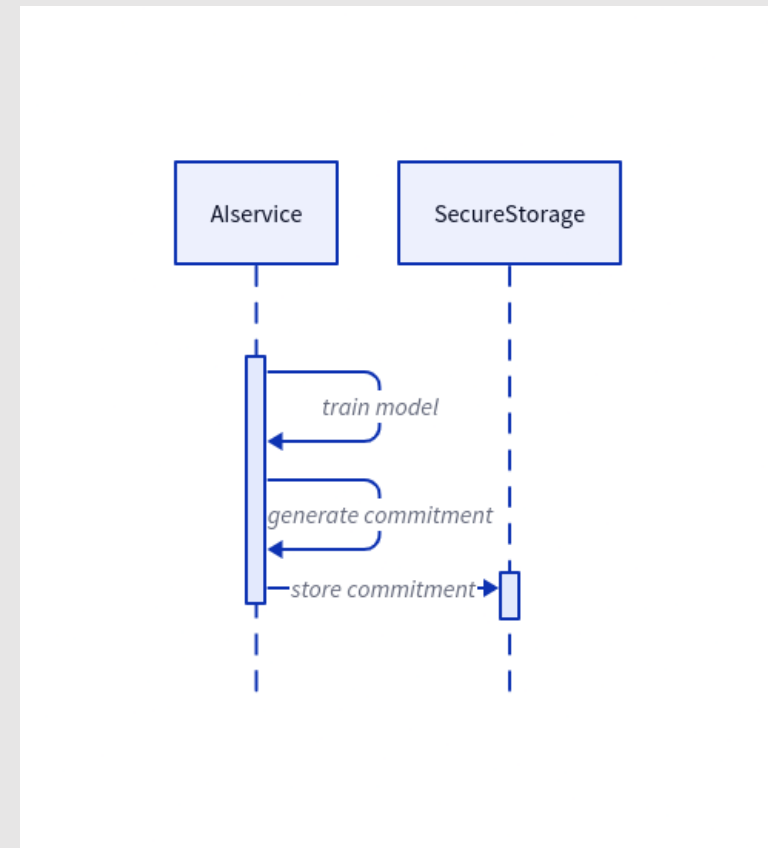 AIservice
SecureStorage
train model
generate commitment
store commitment